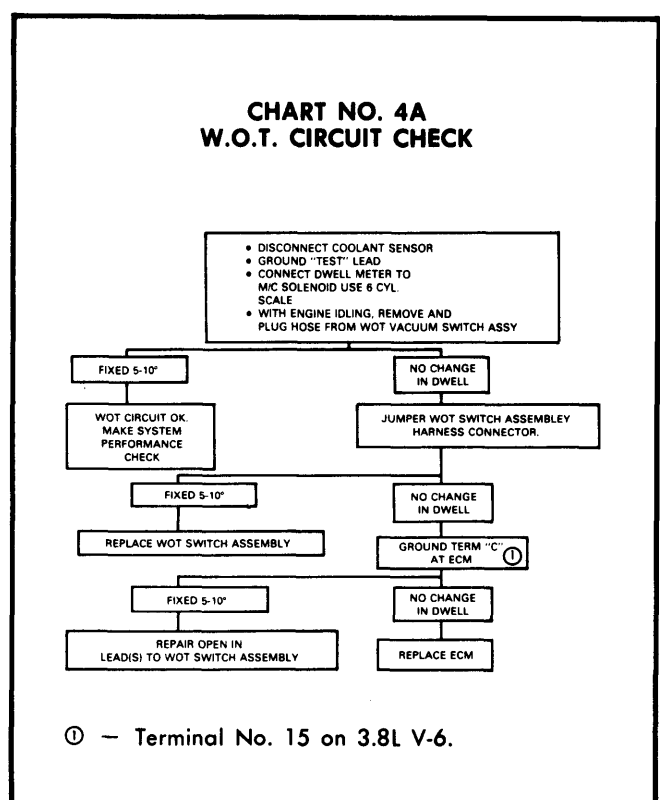 CHART NO. 4A
W.O.T. CIRCUIT CHECK
• DISCONNECT COOLANT SENSOR
• GROUND "TEST" LEAD
• CONNECT DWELL METER TO
M/C SOLENOID USE 6 CYL.
SCALE
• WITH ENGINE IDLING, REMOVE AND
PLUG HOSE FROM WOT VACUUM SWITCH ASSY
FIXED 5-10°
NO CHANGE
IN DWELL
WOT CIRCUIT OK.
MAKE SYSTEM
PERFORMANCE
CHECK
JUMPER WOT SWITCH ASSEMBLEY
HARNESS CONNECTOR.
FIXED 5-10°
NO CHANGE
IN DWELL
REPLACE WOT SWITCH ASSEMBLY
GROUND TERM "C" ①
AT ECM
FIXED 5-10°
NO CHANGE
IN DWELL
REPAIR OPEN IN
LEAD(S) TO WOT SWITCH ASSEMBLY
REPLACE ECM
① — Terminal No. 15 on 3.8L V-6.